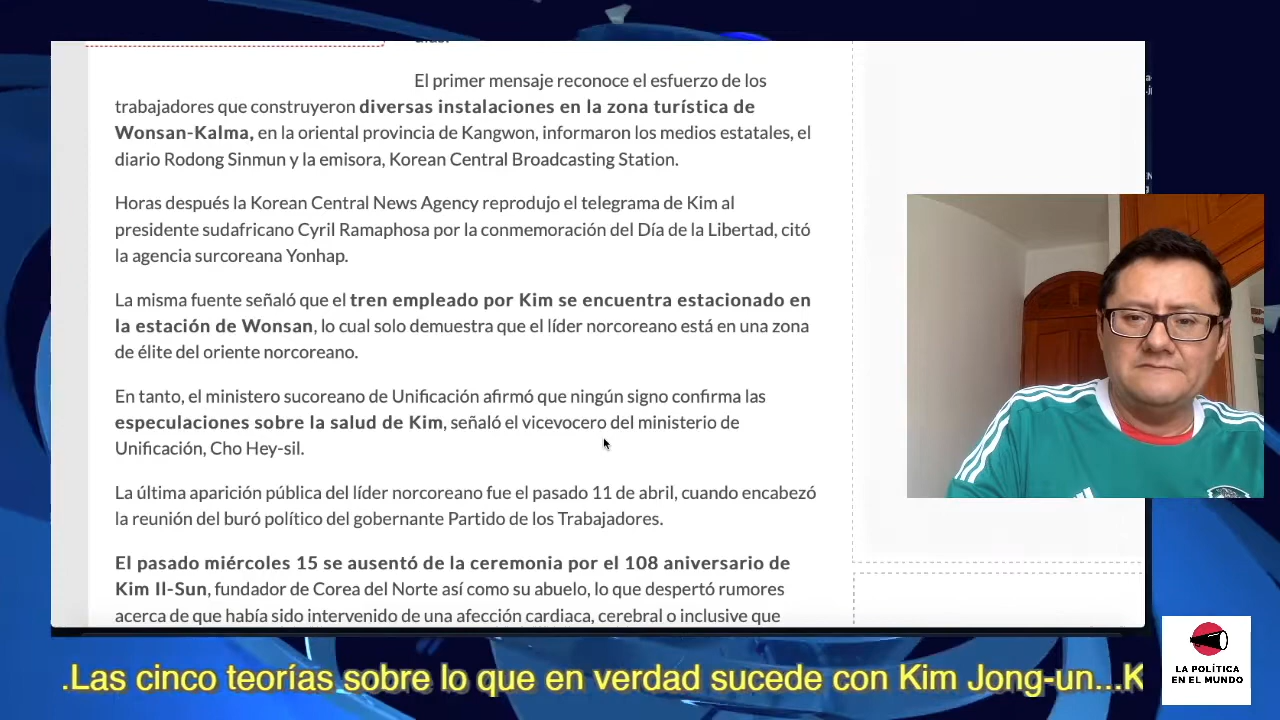 El primer mensaje reconoce el esfuerzo de los
trabajadores que construyeron diversas instalaciones en la zona turística de
Wonsan-Kalma, en la oriental provincia de Kangwon, informaron los medios estatales, el
diario Rodong Sinmun y la emisora, Korean Central Broadcasting Station.
Horas después la Korean Central News Agency reprodujo el telegrama de Kim al
presidente sudafricano Cyril Ramaphosa por la conmemoración del Día de la Libertad, citó
la agencia surcoreana Yonhap.
La misma fuente señaló que el tren empleado por Kim se encuentra estacionado en
la estación de Wonsan, lo cual solo demuestra que el líder norcoreano está en una zona
de élite del oriente norcoreano.
En tanto, el ministero sucoreano de Unificación afirmó que ningún signo confirma las
especulaciones sobre la salud de Kim, señaló el vicevocero del ministerio de
Unificación, Cho Hey-sil.
La última aparición pública del líder norcoreano fue el pasado 11 de abril, cuando encabezó
la reunión del buró político del gobernante Partido de los Trabajadores.
El pasado miércoles 15 se ausentó de la ceremonia por el 108 aniversario de
Kim Il-Sun, fundador de Corea del Norte así como su abuelo, lo que despertó rumores
acerca de que había sido intervenido de una afección cardiaca, cerebral o inclusive que
.Las cinco teorías sobre lo que en verdad sucede con Kim Jong-un...K
LA POLÍTICA
EN EL MUNDO